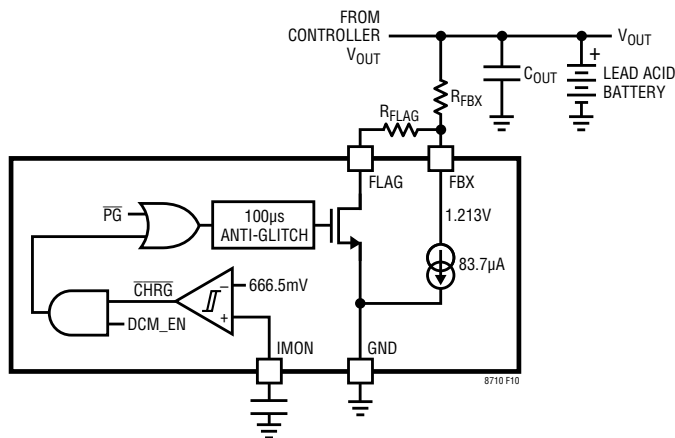 FROM
CONTROLLER
VOUT
VOUT
COUT
+
LEAD ACID
BATTERY
RFBX
RFLAG
FLAG
FBX
PG
100µs
ANTI-GLITCH
1.213V
83.7µA
CHRG
–
666.5mV
+
DCM_EN
IMON
GND
8710 F10